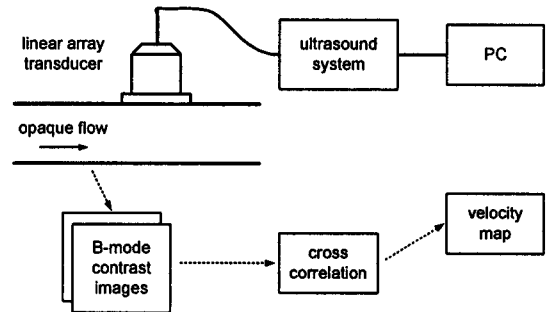 linear array
transducer
ultrasound
system
PC
opaque flow
B-mode
contrast
images
cross
correlation
velocity
map